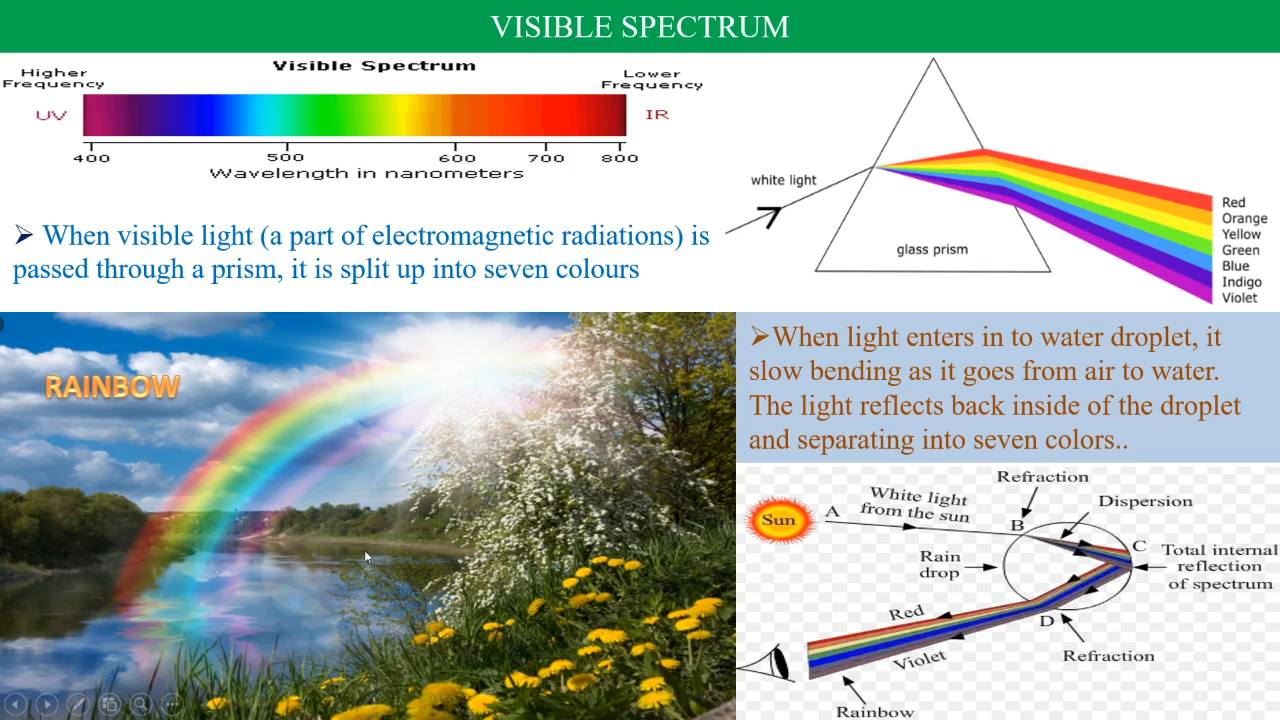 VISIBLE SPECTRUM
Visible Spectrum
Higher
Frequency
Lower
Frequency
UV
IR
400 500 600 700 800
Wavelength in nanometers
➢ When visible light (a part of electromagnetic radiations) is
passed through a prism, it is split up into seven colours
white light
glass prism
Red
Orange
Yellow
Green
Blue
Indigo
Violet
RAINBOW
➢When light enters in to water droplet, it
slow bending as it goes from air to water.
The light reflects back inside of the droplet
and separating into seven colors..
Refraction
White light
from the sun
Dispersion
Sun
A
B
C
Rain
drop
Total internal
reflection
of spectrum
Red
D
Violet
Refraction
Rainbow